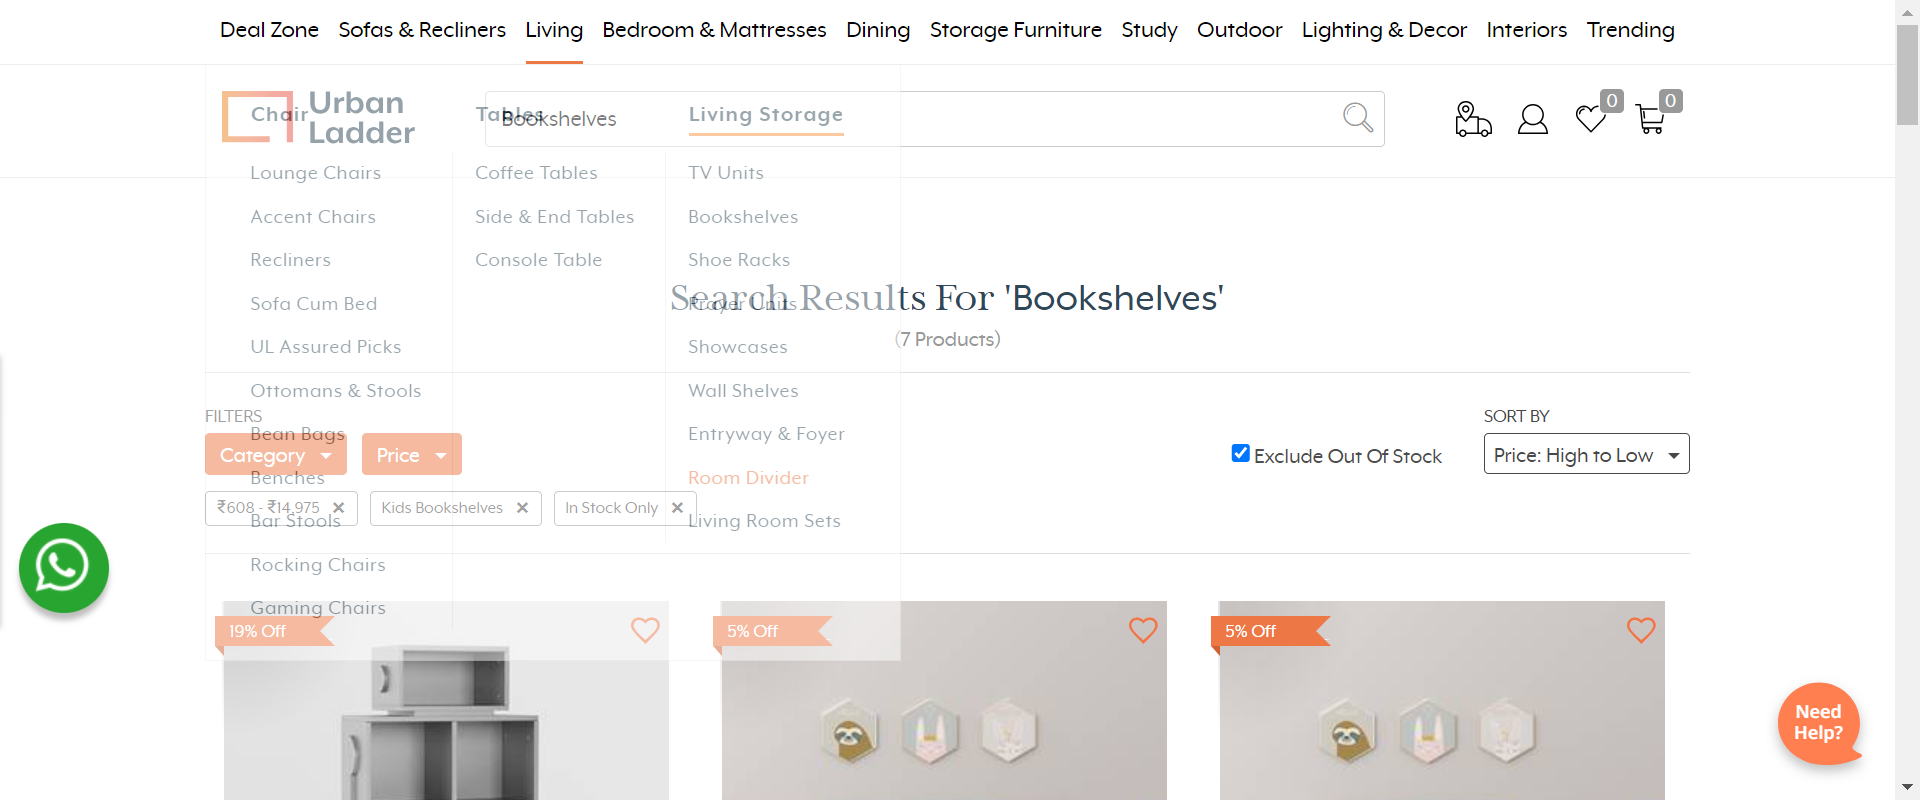 Deal Zone Sofas & Recliners Living Bedroom & Mattresses Dining Storage Furniture Study Outdoor Lighting & Decor Interiors Trending
Urban
Ladder
Bookshelves
0
0
Chair
Lounge Chairs
Accent Chairs
Recliners
Sofa Cum Bed
UL Assured Picks
Ottomans & Stools
Bean Bags
Benches
Bar Stools
Rocking Chairs
Gaming Chairs
Tables
Coffee Tables
Side & End Tables
Console Table
Living Storage
TV Units
Bookshelves
Shoe Racks
Prayer Units
Showcases
Wall Shelves
Entryway & Foyer
Room Divider
Living Room Sets
Search Results For 'Bookshelves'
(7 Products)
FILTERS
Category
Price
Exclude Out Of Stock
SORT BY
Price: High to Low
₹608 - ₹14,975
Kids Bookshelves
In Stock Only
19% Off
5% Off
5% Off
Need
Help?